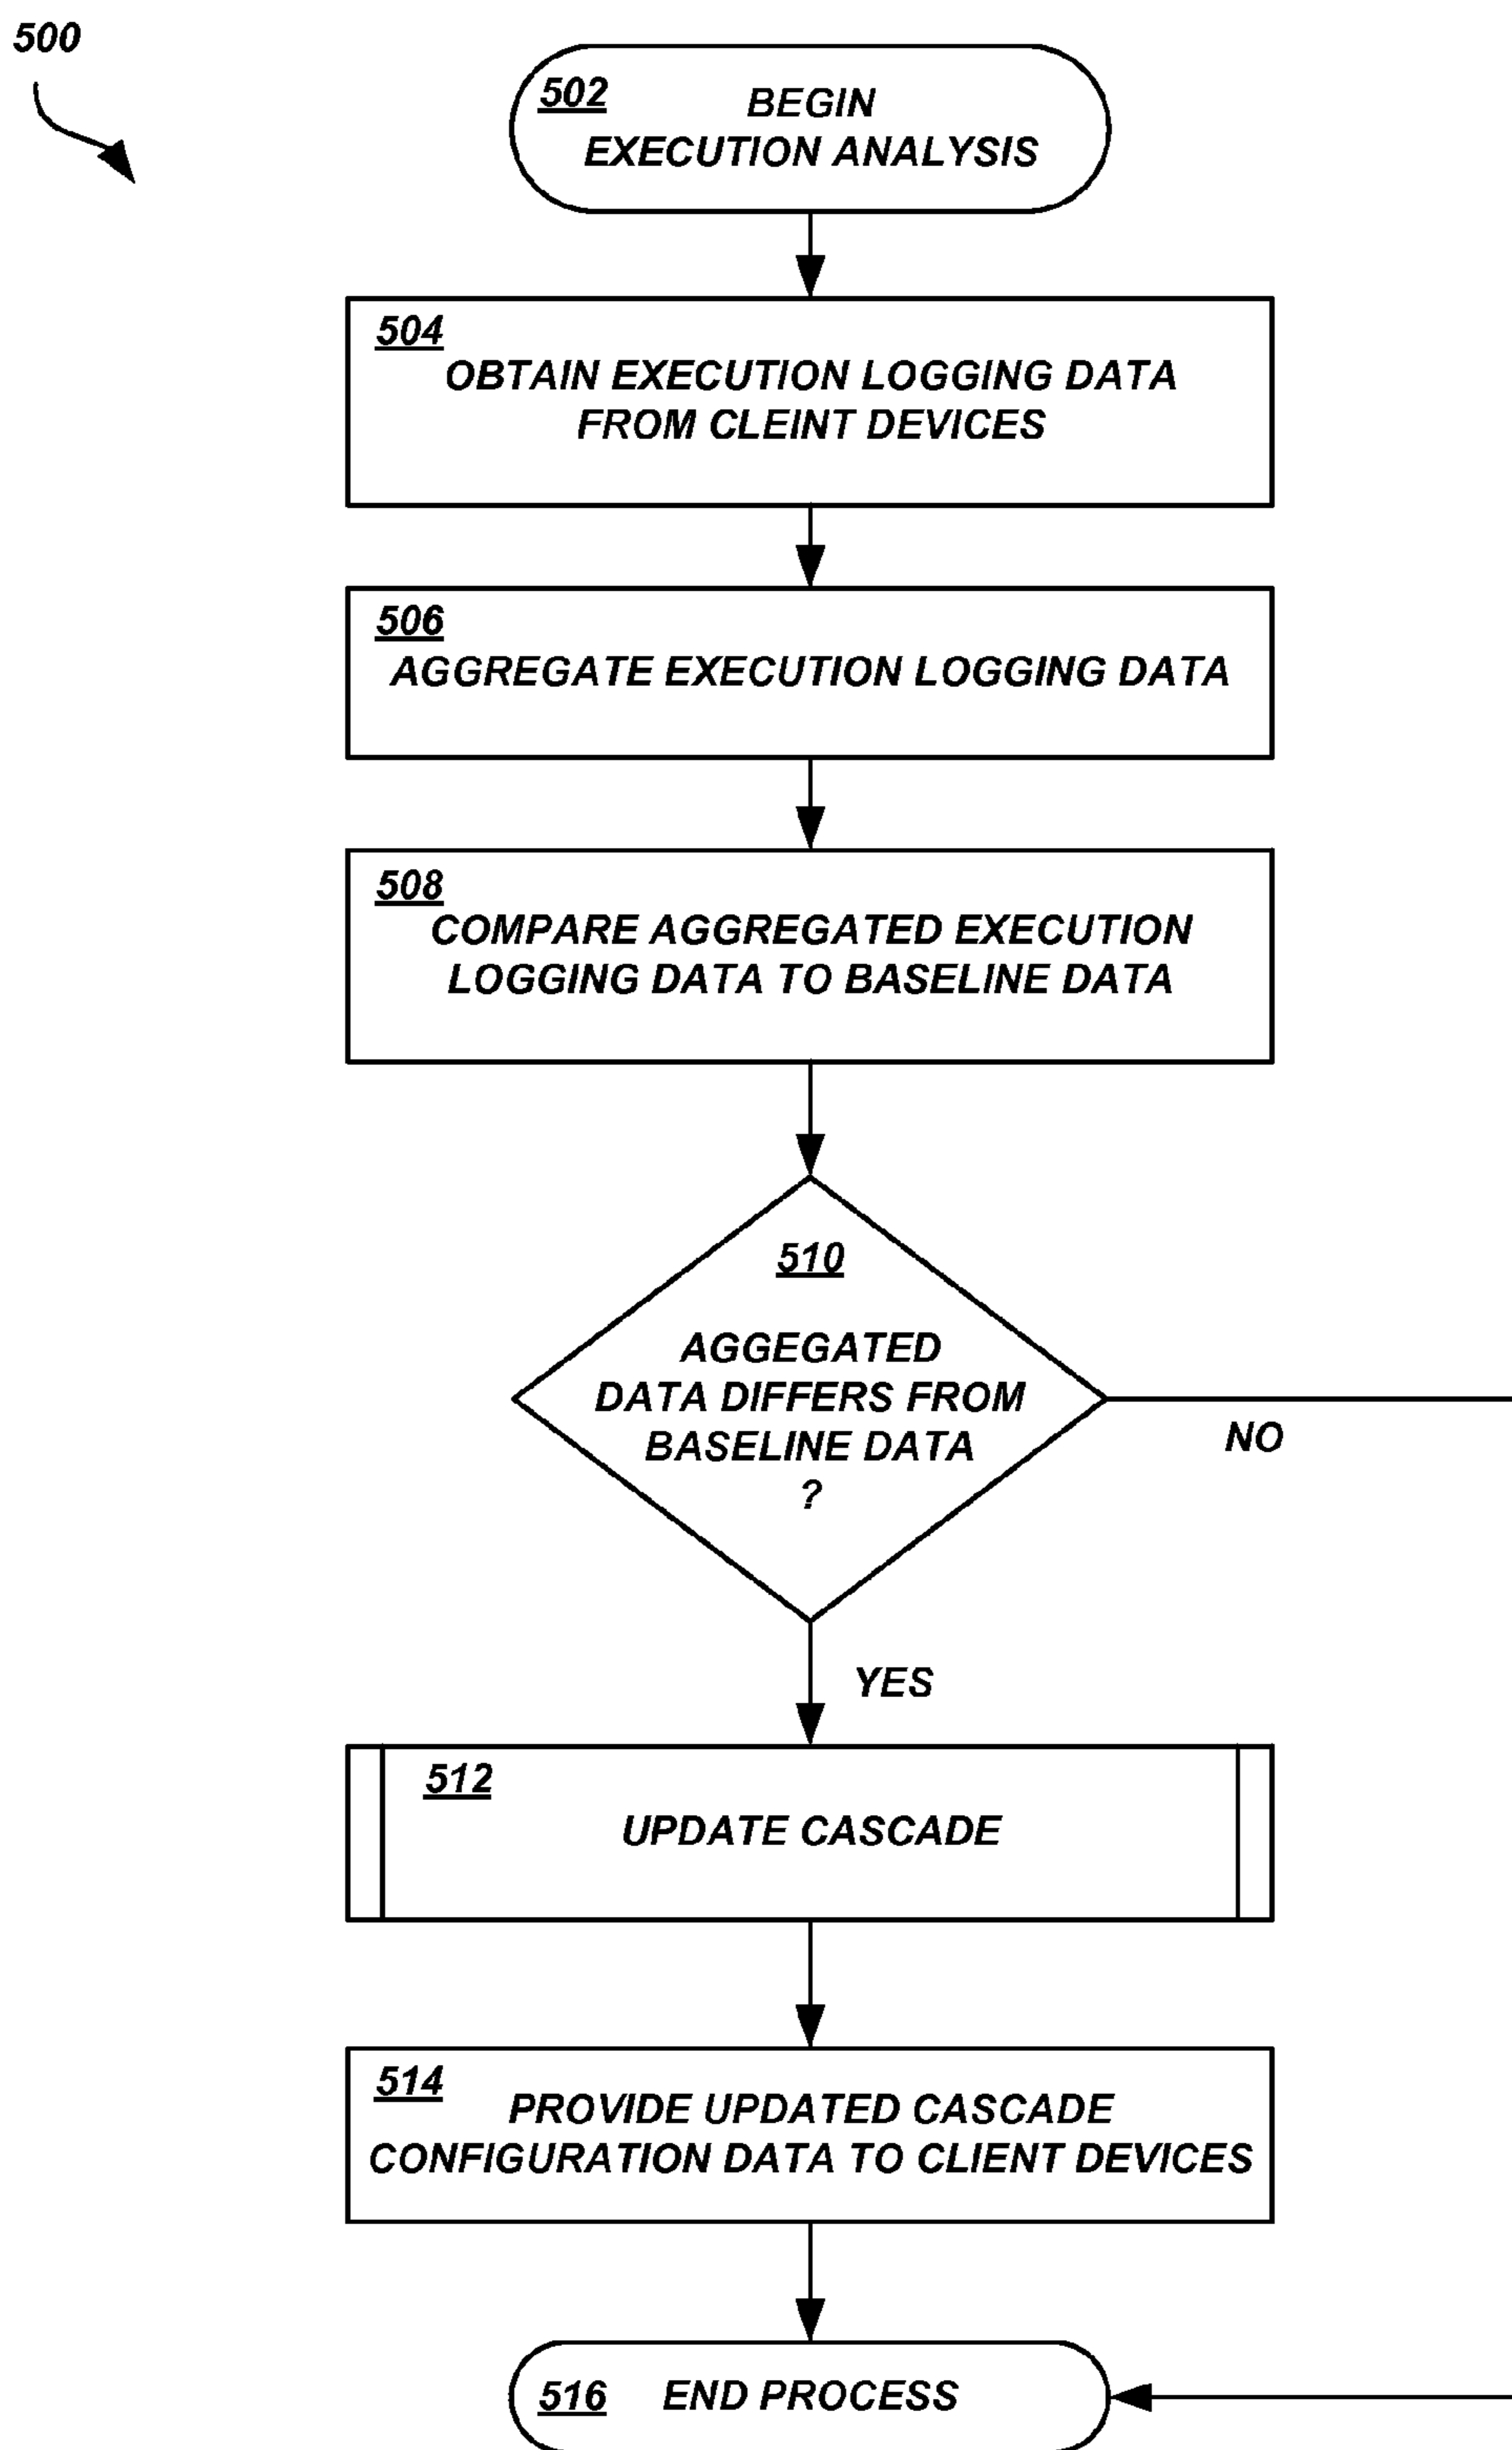 500
502
BEGIN
EXECUTION ANALYSIS
504
OBTAIN EXECUTION LOGGING DATA
FROM CLEINT DEVICES
506
AGGREGATE EXECUTION LOGGING DATA
508
COMPARE AGGREGATED EXECUTION
LOGGING DATA TO BASELINE DATA
510
AGGEGATED
DATA DIFFERS FROM
BASELINE DATA
?
NO
YES
512
UPDATE CASCADE
514
PROVIDE UPDATED CASCADE
CONFIGURATION DATA TO CLIENT DEVICES
516
END PROCESS